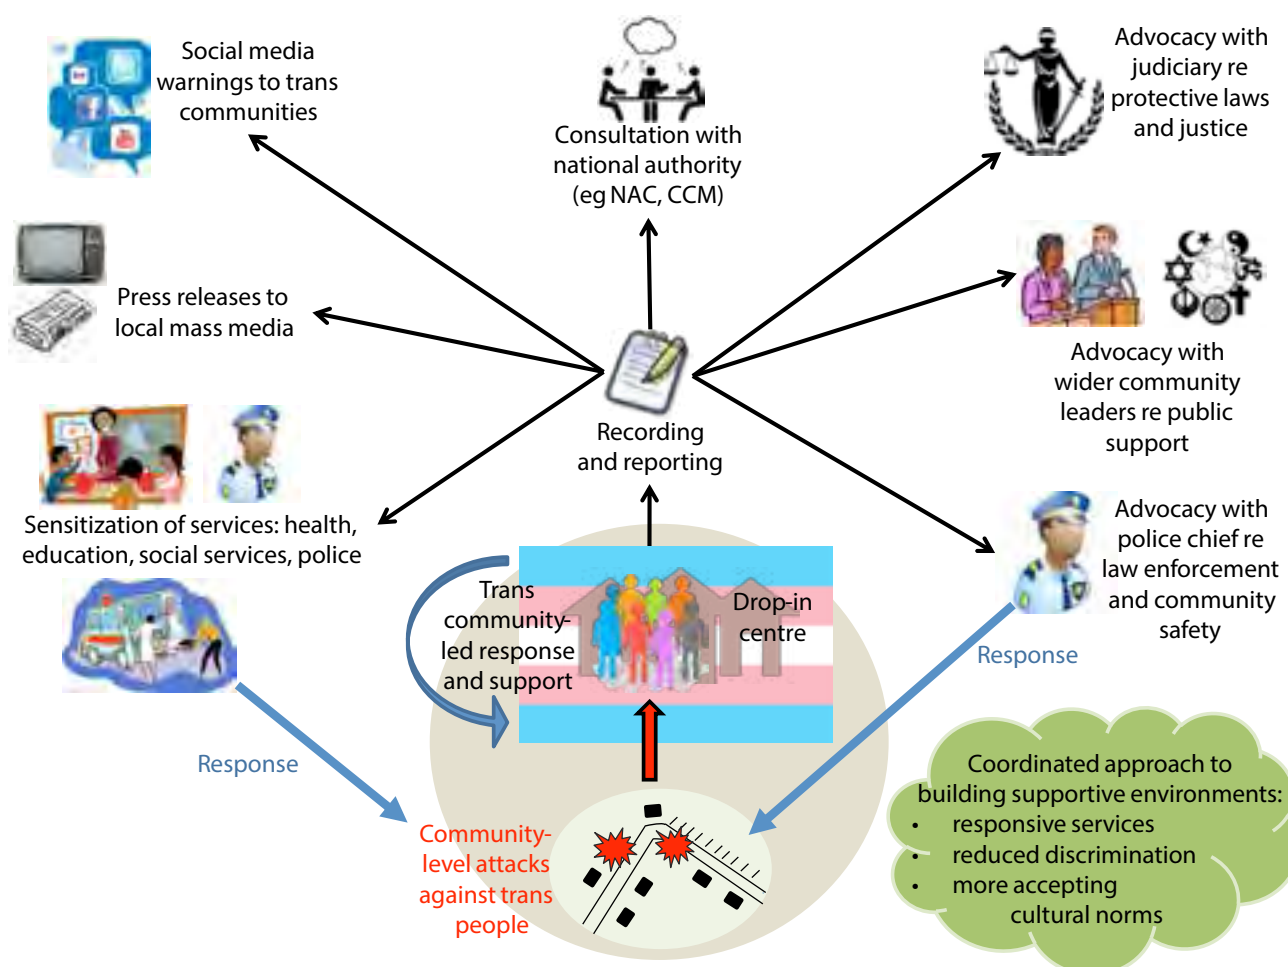 Social media
warnings to trans
communities
Consultation with
national authority
(eg NAC, CCM)
Advocacy with
judiciary re
protective laws
and justice
Press releases to
local mass media
Advocacy with
wider community
leaders re public
support
Recording
and reporting
Sensitization of services: health,
education, social services, police
Advocacy with
police chief re
law enforcement
and community
safety
Trans
community-
led response
and support
Drop-in
centre
Response
Response
Community-
level attacks
against trans
people
Coordinated approach to
building supportive environments:
• responsive services
• reduced discrimination
• more accepting
cultural norms